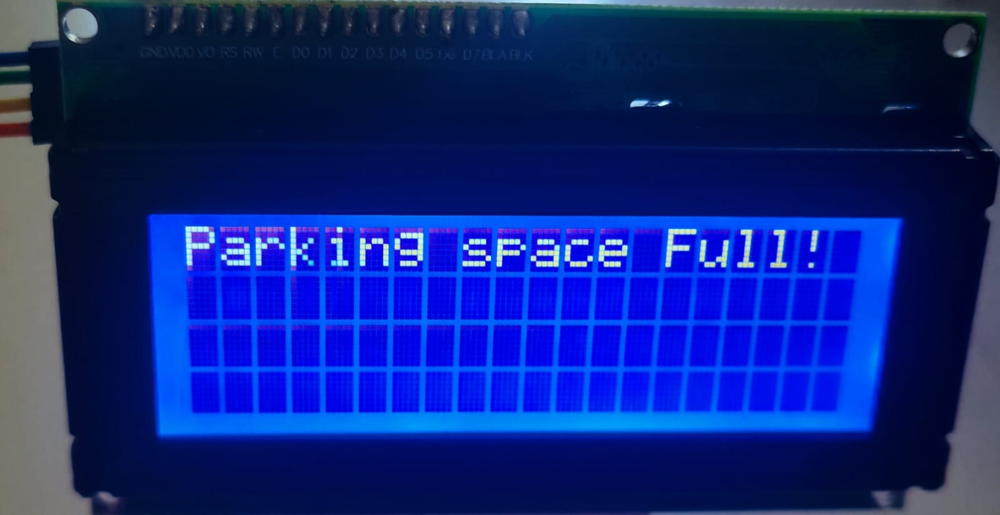 GND VDD VO RS RW E D0 D1 D2 D3 D4 D5 D6 D7 BLA BLK
Parking space Full!